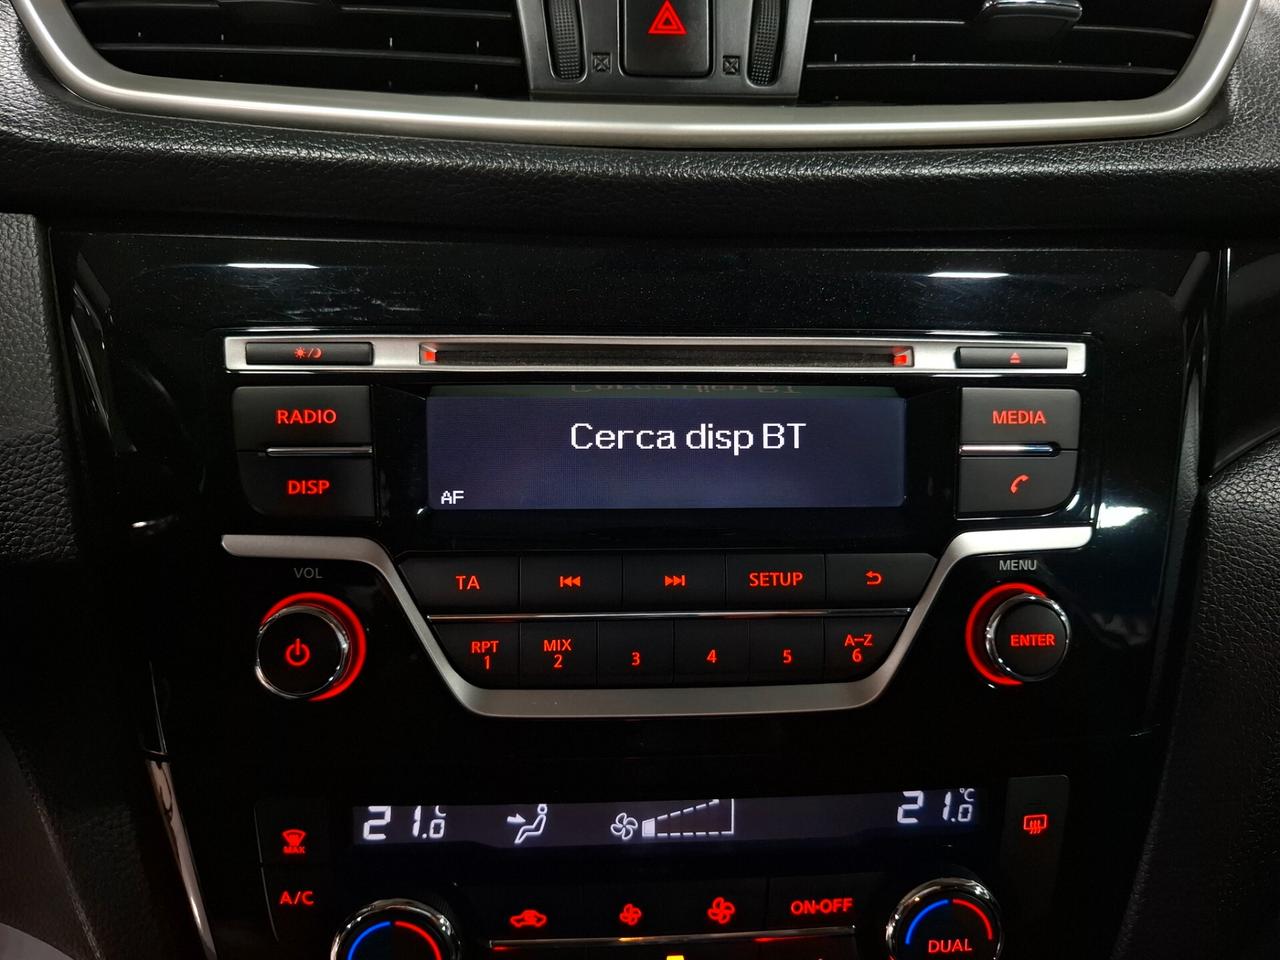 RADIO
DISP
Cerca disp BT
AF
MEDIA
VOL
TA
SETUP
MENU
RPT
1
MIX
2
3
4
5
A-Z
6
ENTER
21.0°C
21.0°C
MAX
A/C
ON·OFF
DUAL